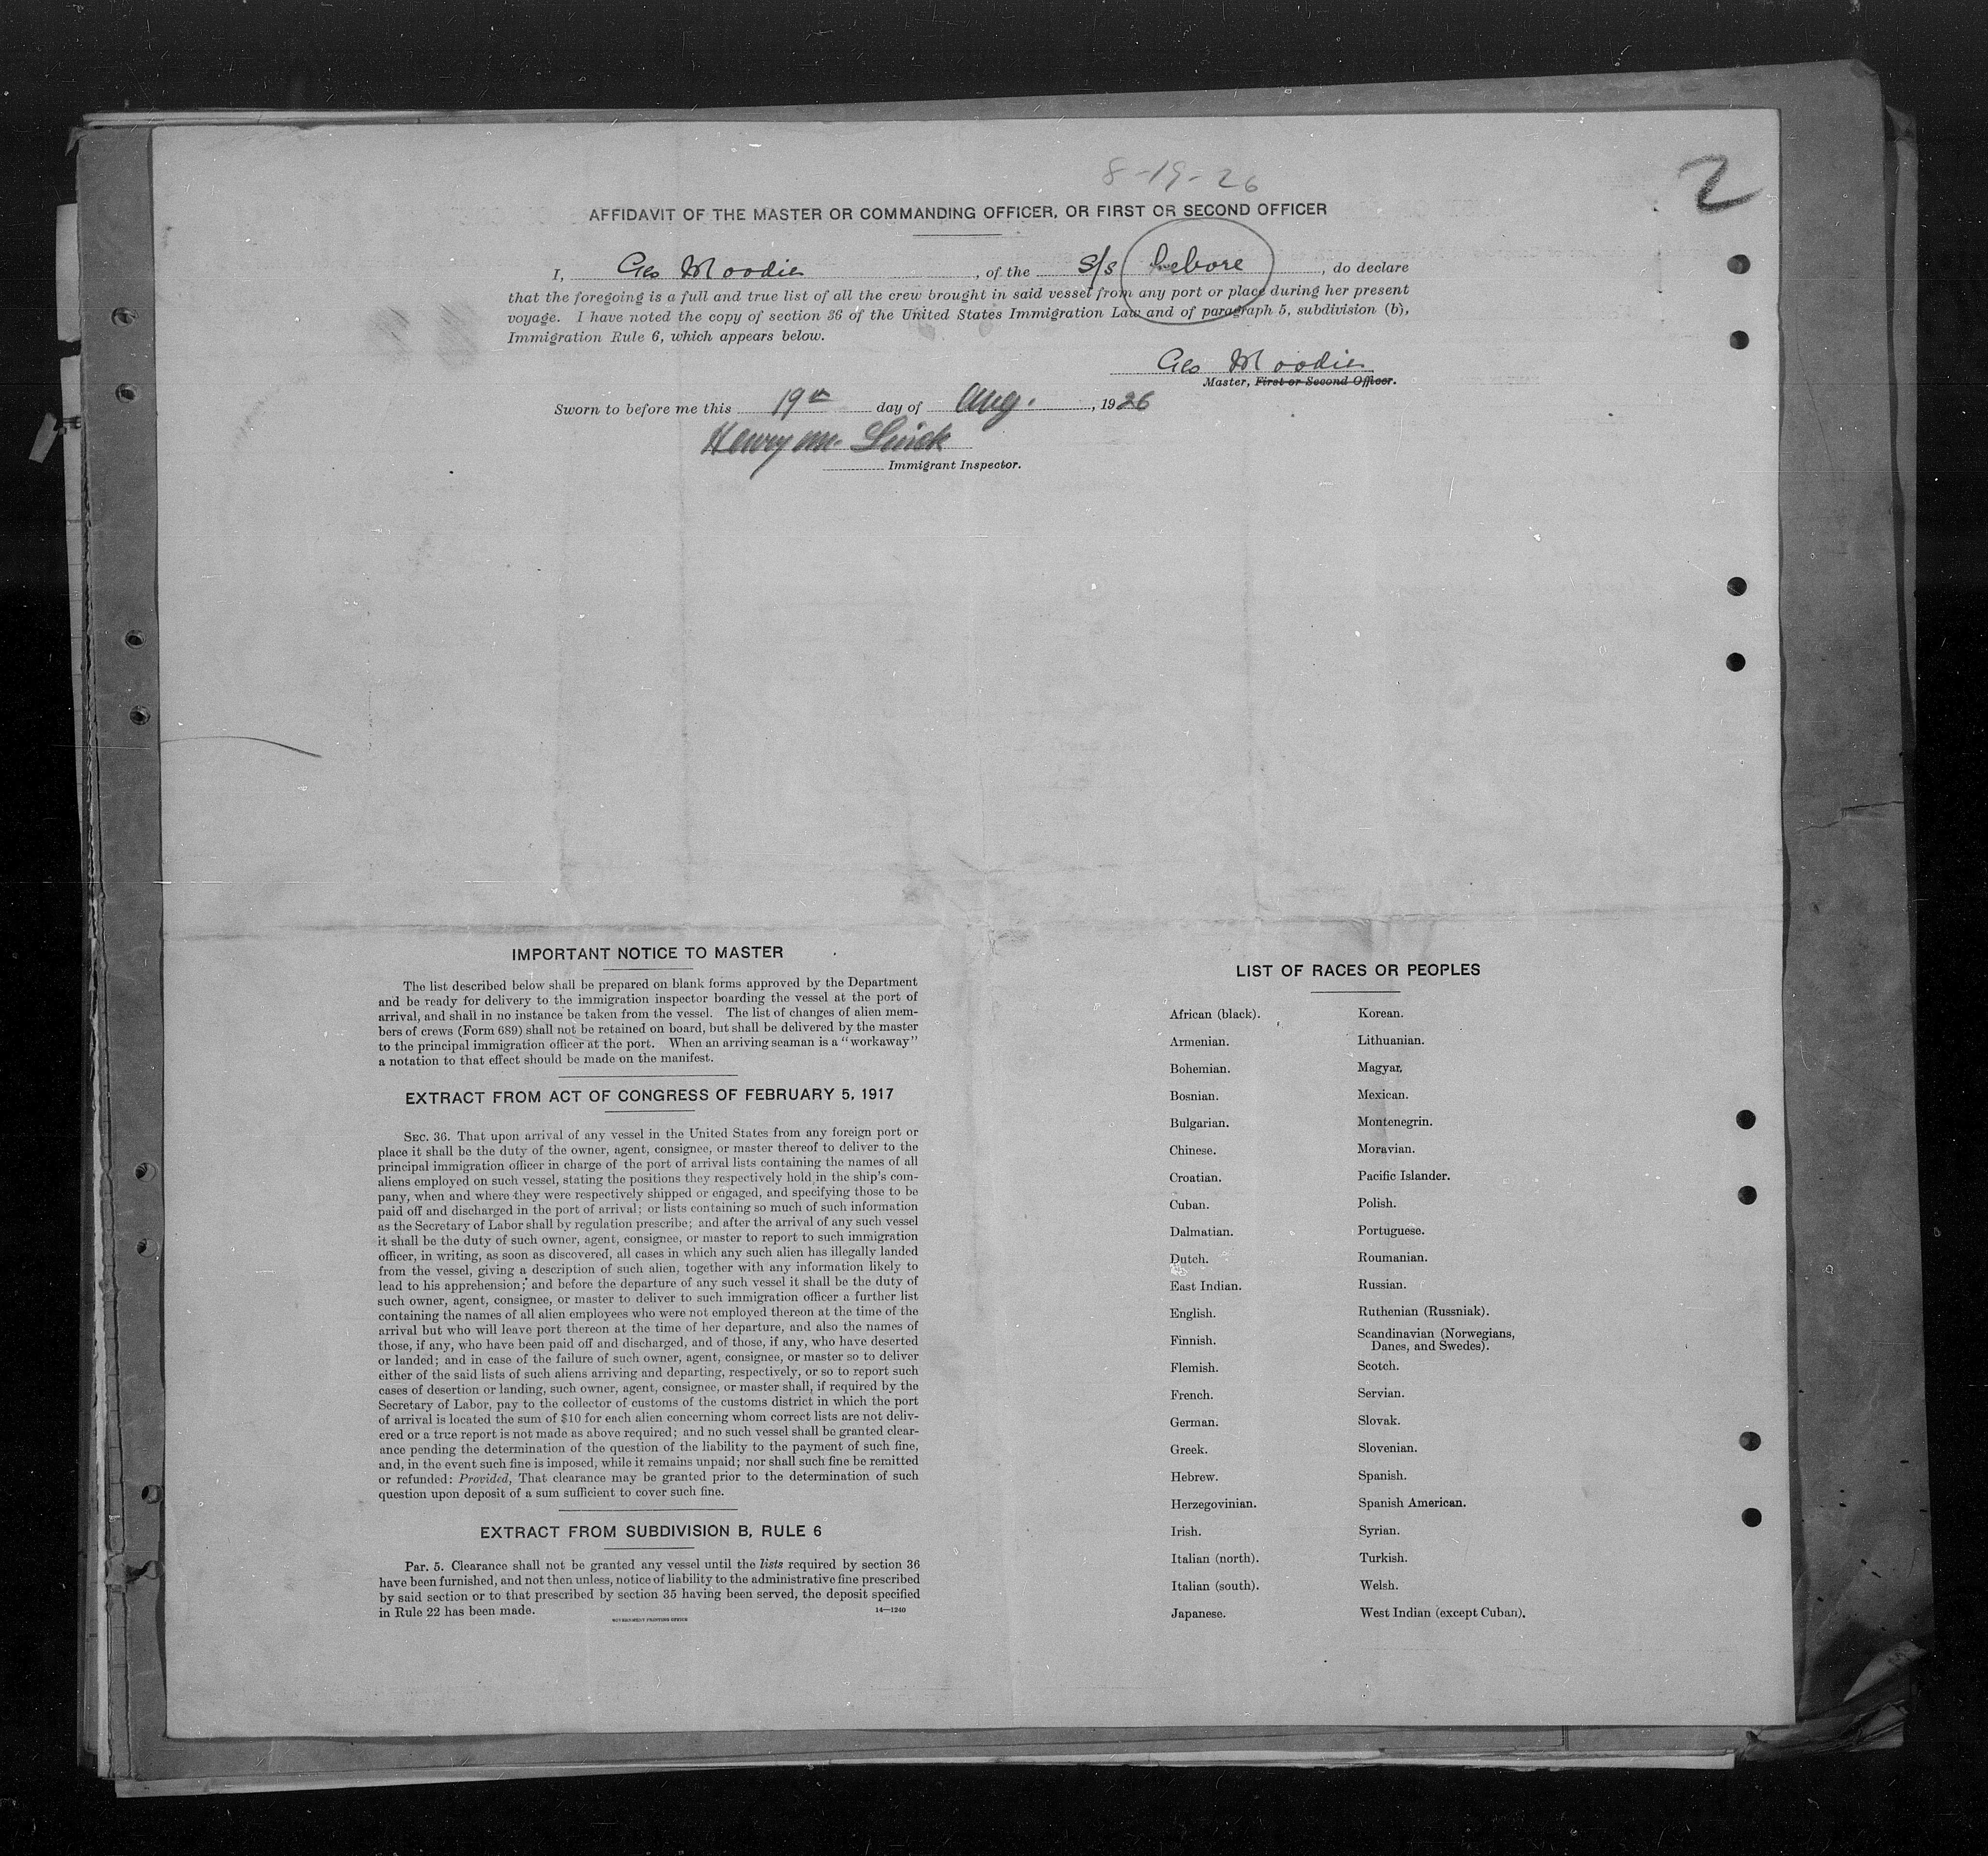 8-19-26
2
AFFIDAVIT OF THE MASTER OR COMMANDING OFFICER, OR FIRST OR SECOND OFFICER
I, Geo Moodie, of the S/S Lebore, do declare
that the foregoing is a full and true list of all the crew brought in said vessel from any port or place during her present
voyage. I have noted the copy of section 36 of the United States Immigration Law and of paragraph 5, subdivision (b),
Immigration Rule 6, which appears below.
Geo Moodie
Master, First or Second Officer.
Sworn to before me this 19th day of Aug., 1926
Henry
Immigrant Inspector.
IMPORTANT NOTICE TO MASTER
The list described below shall be prepared on blank forms approved by the Department
and be ready for delivery to the immigration inspector boarding the vessel at the port of
arrival, and shall in no instance be taken from the vessel. The list of changes of alien mem-
bers of crews (Form 689) shall not be retained on board, but shall be delivered by the master
to the principal immigration officer at the port. When an arriving seaman is a "workaway"
a notation to that effect should be made on the manifest.
EXTRACT FROM ACT OF CONGRESS OF FEBRUARY 5, 1917
SEC. 36. That upon arrival of any vessel in the United States from any foreign port or
place it shall be the duty of the owner, agent, consignee, or master thereof to deliver to the
principal immigration officer in charge of the port of arrival lists containing the names of all
aliens employed on such vessel, stating the positions they respectively hold in the ship's com-
pany, when and where they were respectively shipped or engaged, and specifying those to be
paid off and discharged in the port of arrival; or lists containing so much of such information
as the Secretary of Labor shall by regulation prescribe; and after the arrival of any such vessel
it shall be the duty of such owner, agent, consignee, or master to report to such immigration
officer, in writing, as soon as discovered, all cases in which any such alien has illegally landed
from the vessel, giving a description of such alien, together with any information likely to
lead to his apprehension; and before the departure of any such vessel it shall be the duty of
such owner, agent, consignee, or master to deliver to such immigration officer a further list
containing the names of all alien employees who were not employed thereon at the time of the
arrival but who will leave port thereon at the time of her departure, and also the names of
those, if any, who have been paid off and discharged, and of those, if any, who have deserted
or landed; and in case of the failure of such owner, agent, consignee, or master so to deliver
either of the said lists of such aliens arriving and departing, respectively, or so to report such
cases of desertion or landing, such owner, agent, consignee, or master shall, if required by the
Secretary of Labor, pay to the collector of customs of the customs district in which the port
of arrival is located the sum of $10 for each alien concerning whom correct lists are not deliv-
ered or a true report is not made as above required; and no such vessel shall be granted clear-
ance pending the determination of the question of the liability to the payment of such fine,
and, in the event such fine is imposed, while it remains unpaid; nor shall such fine be remitted
or refunded: Provided, That clearance may be granted prior to the determination of such
question upon deposit of a sum sufficient to cover such fine.
EXTRACT FROM SUBDIVISION B, RULE 6
Par. 5. Clearance shall not be granted any vessel until the lists required by section 36
have been furnished, and not then unless, notice of liability to the administrative fine prescribed
by said section or to that prescribed by section 35 having been served, the deposit specified
in Rule 22 has been made.
GOVERNMENT PRINTING OFFICE 14—1240
LIST OF RACES OR PEOPLES
African (black).
Armenian.
Bohemian.
Bosnian.
Bulgarian.
Chinese.
Croatian.
Cuban.
Dalmatian.
Dutch.
East Indian.
English.
Finnish.
Flemish.
French.
German.
Greek.
Hebrew.
Herzegovinian.
Irish.
Italian (north).
Italian (south).
Japanese.
Korean.
Lithuanian.
Magyar.
Mexican.
Montenegrin.
Moravian.
Pacific Islander.
Polish.
Portuguese.
Roumanian.
Russian.
Ruthenian (Russniak).
Scandinavian (Norwegians,
Danes, and Swedes).
Scotch.
Servian.
Slovak.
Slovenian.
Spanish.
Spanish American.
Syrian.
Turkish.
Welsh.
West Indian (except Cuban).